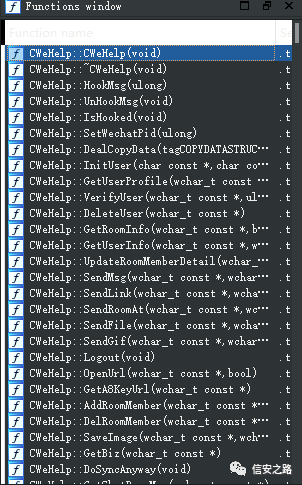 Functions window
Function name
Se
CWeHelp::CWeHelp(void) .t
CWeHelp::~CWeHelp(void) .t
CWeHelp::HookMsg(ulong) .t
CWeHelp::UnHookMsg(void) .t
CWeHelp::IsHooked(void) .t
CWeHelp::SetWechatPid(ulong) .t
CWeHelp::DealCopyData(tagCOPYDATASTRUC… .t
CWeHelp::InitUser(char const *,char co… .t
CWeHelp::GetUserProfile(wchar_t const … .t
CWeHelp::VerifyUser(wchar_t const *,ul… .t
CWeHelp::DeleteUser(wchar_t const *) .t
CWeHelp::GetRoomInfo(wchar_t const *,b… .t
CWeHelp::GetUserInfo(wchar_t const *,w… .t
CWeHelp::UpdateRoomMemberDetail(wchar_… .t
CWeHelp::SendMsg(wchar_t const *,wchar… .t
CWeHelp::SendLink(wchar_t const *,wcha… .t
CWeHelp::SendRoomAt(wchar_t const *,wc… .t
CWeHelp::SendFile(wchar_t const *,wcha… .t
CWeHelp::SendGif(wchar_t const *,wchar… .t
CWeHelp::Logout(void) .t
CWeHelp::OpenUrl(wchar_t const *,bool) .t
CWeHelp::GetA8KeyUrl(wchar_t const *) .t
CWeHelp::AddRoomMember(wchar_t const *… .t
CWeHelp::DelRoomMember(wchar_t const *… .t
CWeHelp::SaveImage(wchar_t const *,wch… .t
CWeHelp::GetBiz(wchar_t const *) .t
CWeHelp::DoSyncAnyway(void)
信安之路